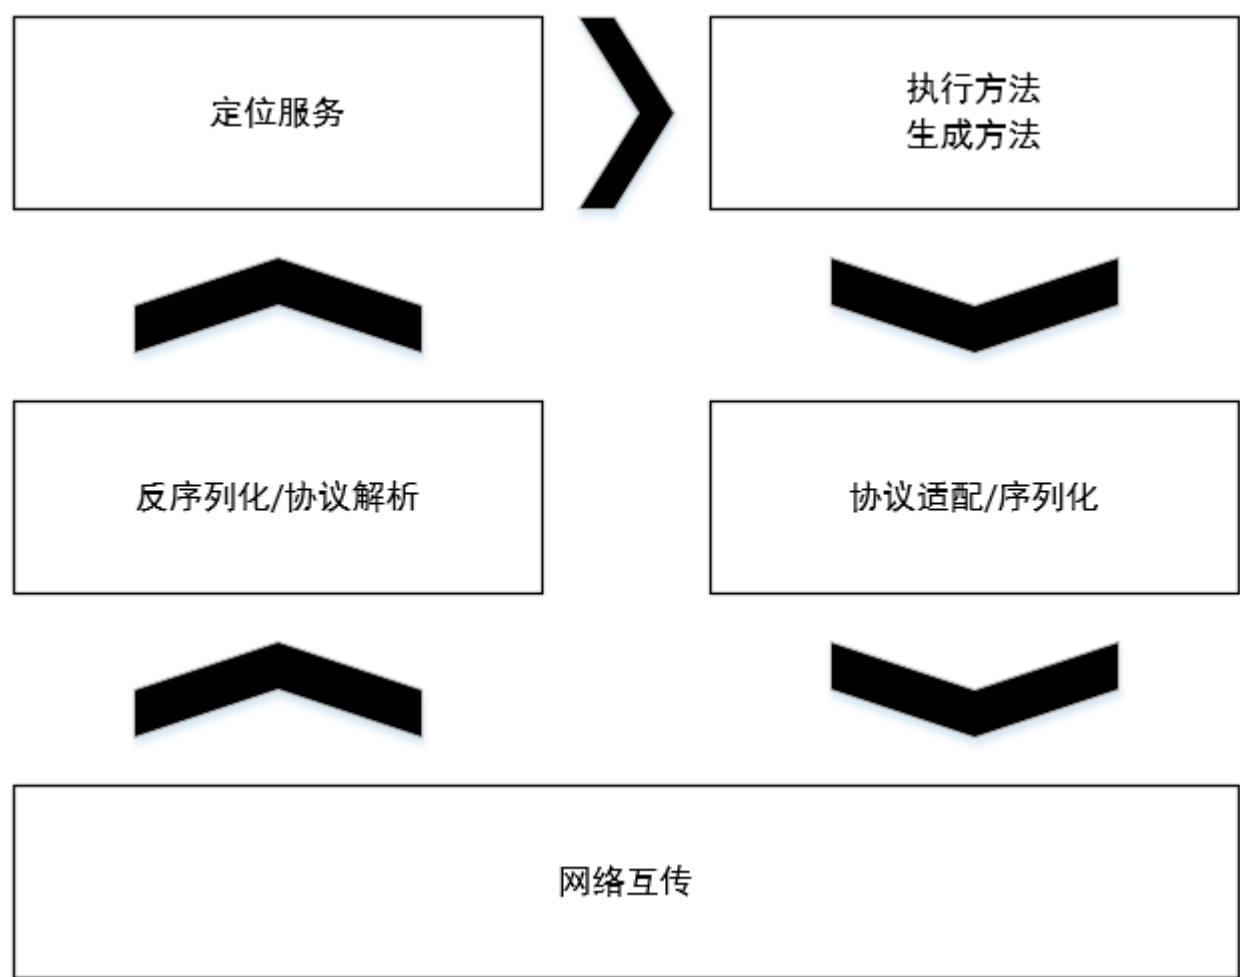 定位服务
执行方法
生成方法
反序列化/协议解析
协议适配/序列化
网络互传